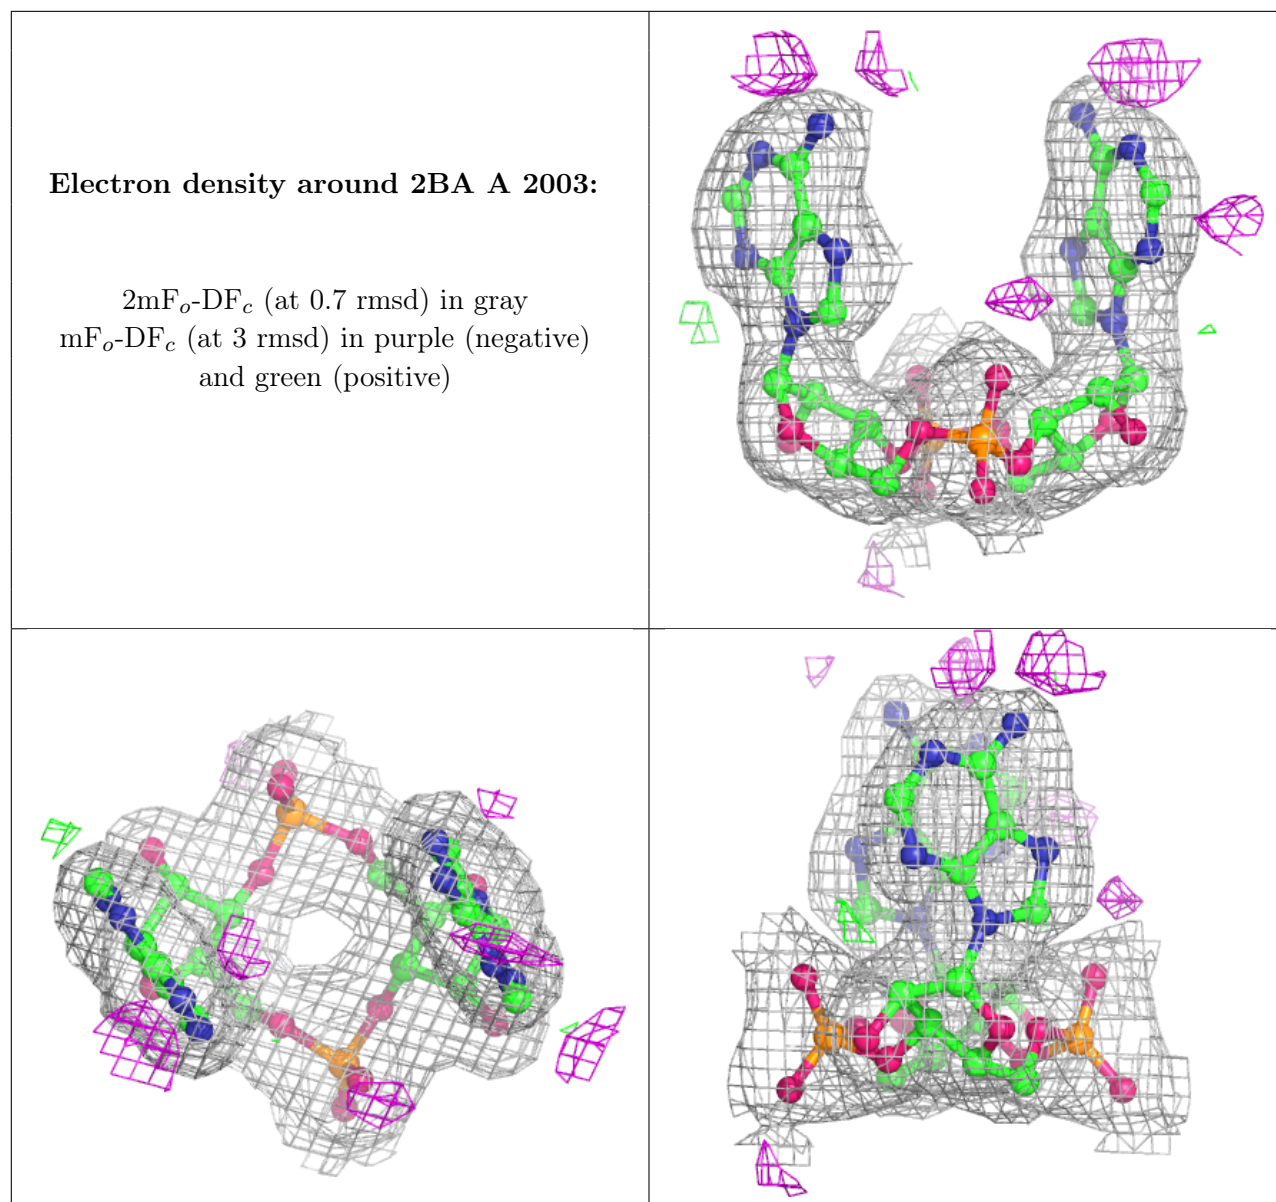 Electron density around 2BA A 2003:
2mFₒ-DF𝒸 (at 0.7 rmsd) in gray
mFₒ-DF𝒸 (at 3 rmsd) in purple (negative)
and green (positive)